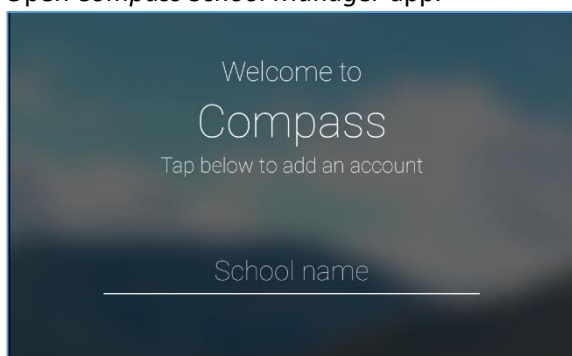 Open Compass School Manager app.
Welcome to
Compass
Tap below to add an account
School name